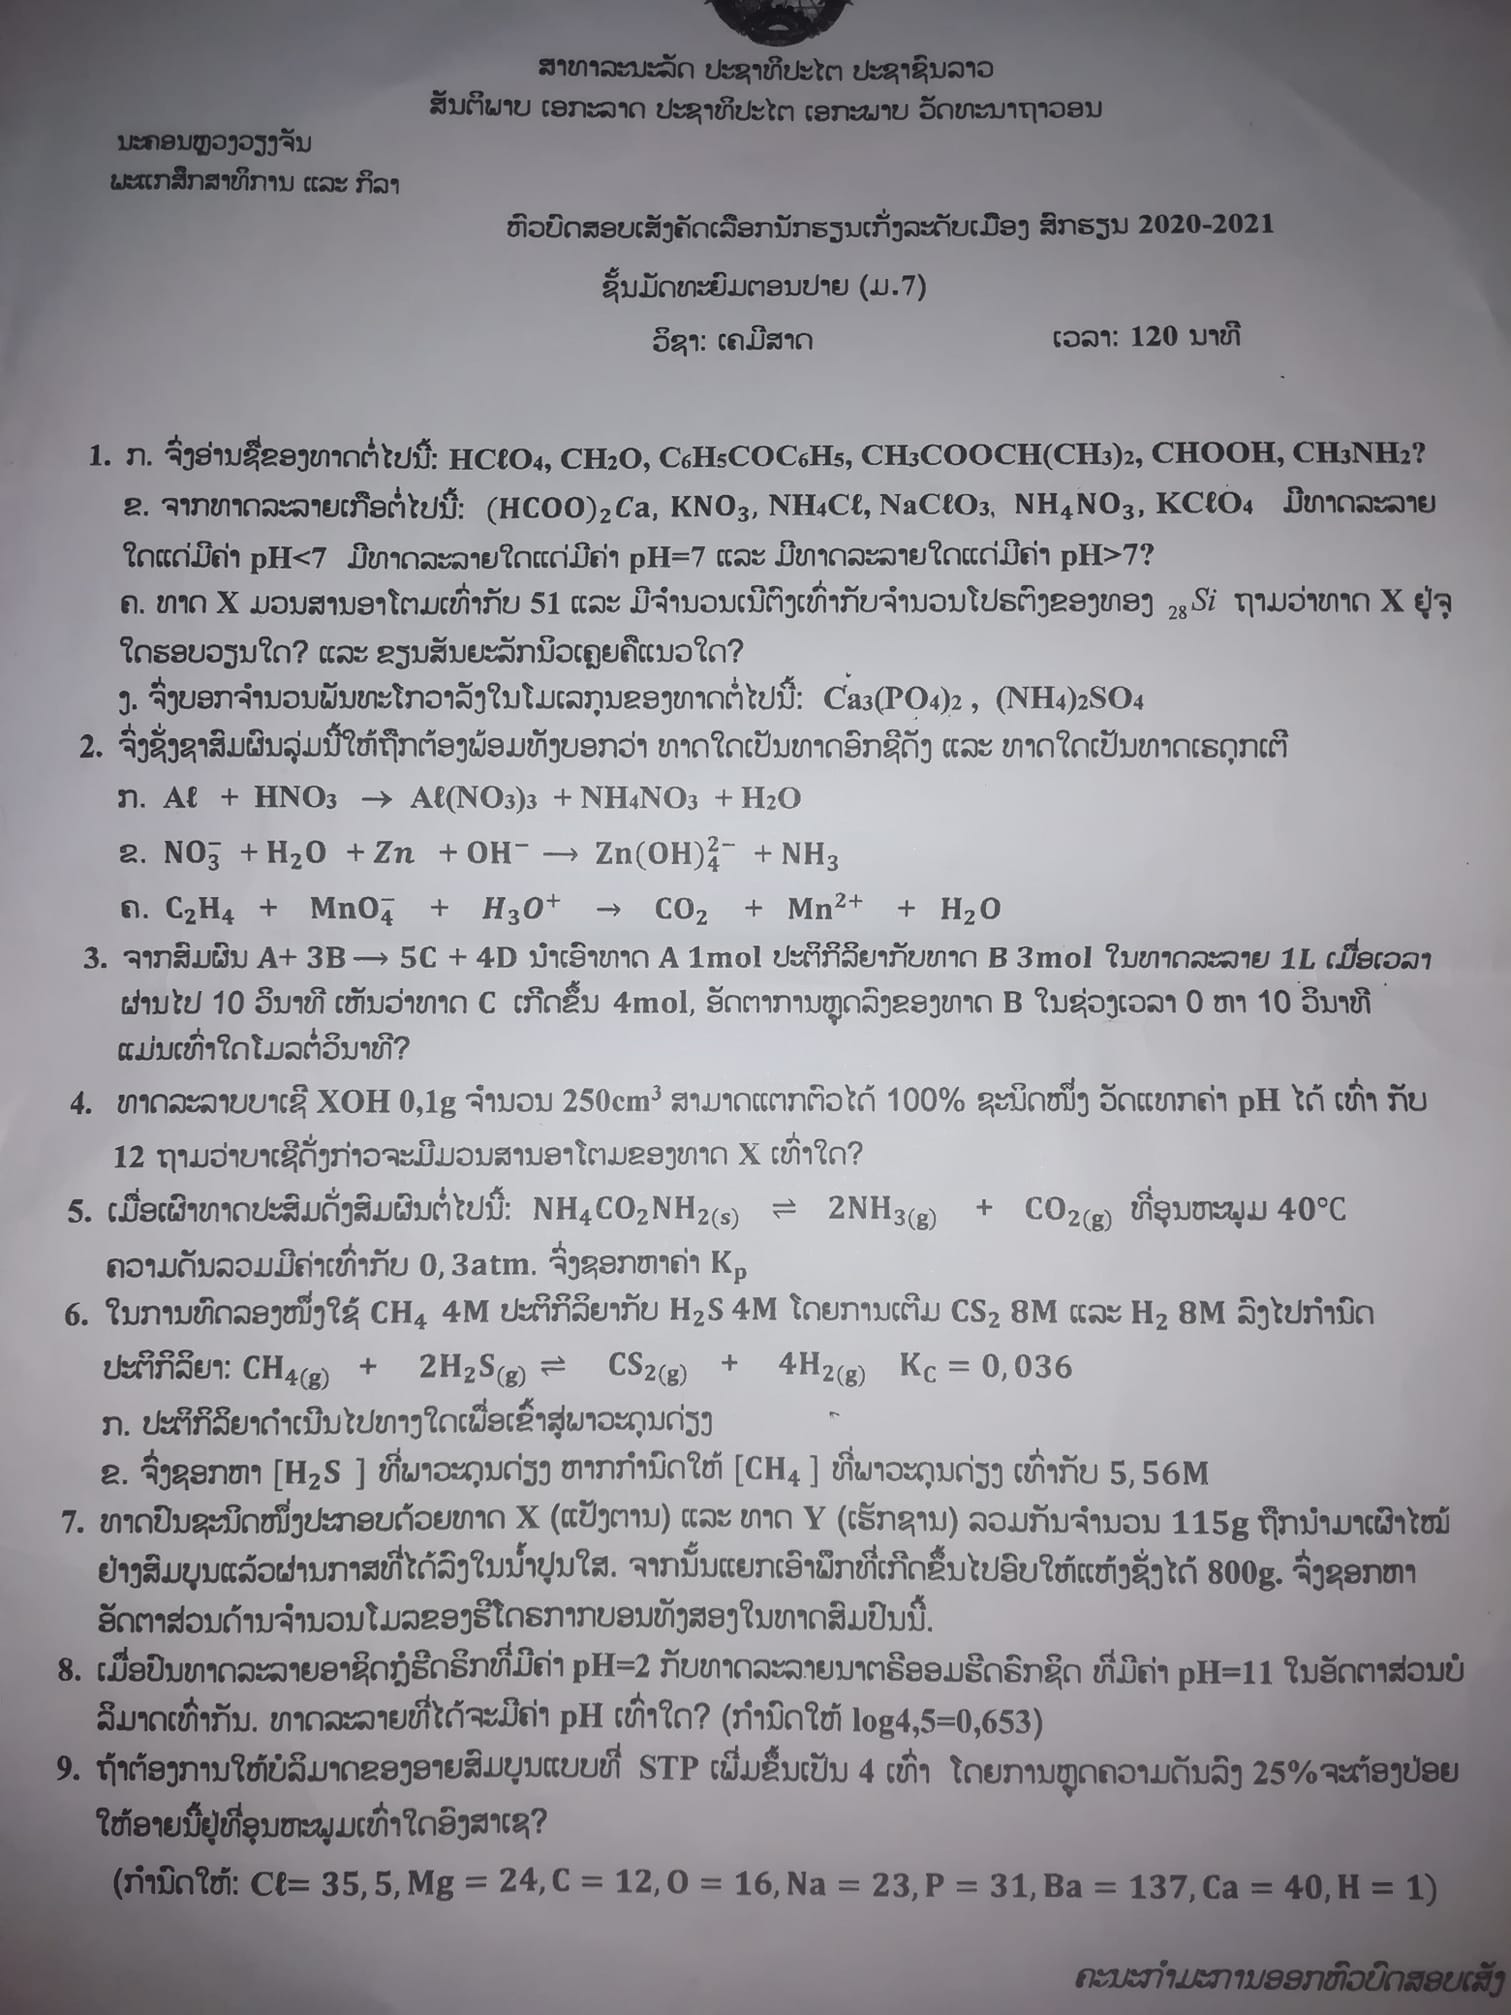 ສາທາລະນະລັດ ປະຊາທິປະໄຕ ປະຊາຊົນລາວ
ສັນຕິພາບ ເອກະລາດ ປະຊາທິປະໄຕ ເອກະພາບ ວັດທະນາຖາວອນ
ນະຄອນຫຼວງວຽງຈັນ
ພະແກສຶກສາທິການ ແລະ ກິລາ
ຫົວບົດສອບເສັງຄັດເລືອກນັກຮຽນເກັ່ງລະດັບເມືອງ ສົກຮຽນ 2020-2021
ຊັ້ນມັດທະຍົມຕອນປາຍ (ມ.7)
ວິຊາ: ເຄມີສາດ ເວລາ: 120 ນາທີ
1. ກ. ຈົ່ງອ່ານຊື່ຂອງທາດຕໍ່ໄປນີ້: HCℓO₄, CH₂O, C₆H₅COC₆H₅, CH₃COOCH(CH₃)₂, CHOOH, CH₃NH₂?
ຂ. ຈາກທາດລະລາຍເກືອຕໍ່ໄປນີ້: (HCOO)₂Ca, KNO₃, NH₄Cℓ, NaCℓO₃, NH₄NO₃, KCℓO₄ ມີທາດລະລາຍ
ໃດແດ່ມີຄ່າ pH<7 ມີທາດລະລາຍໃດແດ່ມີຄ່າ pH=7 ແລະ ມີທາດລະລາຍໃດແດ່ມີຄ່າ pH>7?
ຄ. ທາດ X ມວນສານອາໂຕມເທົ່າກັບ 51 ແລະ ມີຈຳນວນເນີຕົງເທົ່າກັບຈຳນວນໂປຣຕົງຂອງທອງ ₂₈Si ຖາມວ່າທາດ X ຢູ່ຈຸ
ໃດຮອບວຽນໃດ? ແລະ ຂຽນສັນຍະລັກນິວເຄຼຍຄືແນວໃດ?
ງ. ຈົ່ງບອກຈຳນວນພັນທະໂກວາລັງໃນໂມເລກຸນຂອງທາດຕໍ່ໄປນີ້: Ca₃(PO₄)₂ , (NH₄)₂SO₄
2. ຈົ່ງຊັ່ງຊາສົມຜົນລຸ່ມນີ້ໃຫ້ຖືກຕ້ອງພ້ອມທັງບອກວ່າ ທາດໃດເປັນທາດອົກຊີດັ່ງ ແລະ ທາດໃດເປັນທາດເຣດຸກເຕີ
ກ. Aℓ + HNO₃ → Aℓ(NO₃)₃ + NH₄NO₃ + H₂O
ຂ. NO₃⁻ + H₂O + Zn + OH⁻ ⟶ Zn(OH)₄²⁻ + NH₃
ຄ. C₂H₄ + MnO₄⁻ + H₃O⁺ → CO₂ + Mn²⁺ + H₂O
3. ຈາກສົມຜົນ A+ 3B ⟶ 5C + 4D ນຳເອົາທາດ A 1mol ປະຕິກິລິຍາກັບທາດ B 3mol ໃນທາດລະລາຍ 1L ເມື່ອເວລາ
ຜ່ານໄປ 10 ວິນາທີ ເຫັນວ່າທາດ C ເກີດຂຶ້ນ 4mol, ອັດຕາການຫຼຸດລົງຂອງທາດ B ໃນຊ່ວງເວລາ 0 ຫາ 10 ວິນາທີ
ແມ່ນເທົ່າໃດໂມລຕໍ່ວິນາທີ?
4. ທາດລະລາບບາເຊີ XOH 0,1g ຈຳນວນ 250cm³ ສາມາດແຕກຕົວໄດ້ 100% ຊະນິດໜຶ່ງ ວັດແທກຄ່າ pH ໄດ້ ເທົ່າ ກັບ
12 ຖາມວ່າບາເຊີດັ່ງກ່າວຈະມີມວນສານອາໂຕມຂອງທາດ X ເທົ່າໃດ?
5. ເມື່ອເຜົາທາດປະສົມດັ່ງສົມຜົນຕໍ່ໄປນີ້: NH₄CO₂NH₂₍ₛ₎ ⇌ 2NH₃(g) + CO₂(g) ທີ່ອຸນຫະພູມ 40°C
ຄວາມດັນລວມມີຄ່າເທົ່າກັບ 0,3atm. ຈົ່ງຊອກຫາຄ່າ Kₚ
6. ໃນການທົດລອງໜຶ່ງໃຊ້ CH₄ 4M ປະຕິກິລິຍາກັບ H₂S 4M ໂດຍການເຕີມ CS₂ 8M ແລະ H₂ 8M ລົງໄປກຳນົດ
ປະຕິກິລິຍາ: CH₄(g) + 2H₂S(g) ⇌ CS₂(g) + 4H₂(g) K_C = 0,036
ກ. ປະຕິກິລິຍາດຳເນີນໄປທາງໃດເພື່ອເຂົ້າສູ່ພາວະດຸນດ່ຽງ
ຂ. ຈົ່ງຊອກຫາ [H₂S ] ທີ່ພາວະດຸນດ່ຽງ ຫາກກຳນົດໃຫ້ [CH₄ ] ທີ່ພາວະດຸນດ່ຽງ ເທົ່າກັບ 5,56M
7. ທາດປົນຊະນິດໜຶ່ງປະກອບດ້ວຍທາດ X (ແປັງຕານ) ແລະ ທາດ Y (ເຮັກຊານ) ລວມກັນຈຳນວນ 115g ຖືກນຳມາເຜົາໄໝ້
ຢ່າງສົມບູນແລ້ວຜ່ານກາສທີ່ໄດ້ລົງໃນນ້ຳປູນໃສ. ຈາກນັ້ນແຍກເອົາພຶກທີ່ເກີດຂຶ້ນໄປອົບໃຫ້ແຫ້ງຊັ່ງໄດ້ 800g. ຈົ່ງຊອກຫາ
ອັດຕາສ່ວນດ້ານຈຳນວນໂມລຂອງຮີໂດຣກາກບອນທັງສອງໃນທາດສົມປົນນີ້.
8. ເມື່ອປົນທາດລະລາຍອາຊິດກຼໍຮີດຣິກທີ່ມີຄ່າ pH=2 ກັບທາດລະລາຍນາຕຣີອອມຮີດຣົກຊິດ ທີ່ມີຄ່າ pH=11 ໃນອັດຕາສ່ວນບໍ
ລິມາດເທົ່າກັນ. ທາດລະລາຍທີ່ໄດ້ຈະມີຄ່າ pH ເທົ່າໃດ? (ກຳນົດໃຫ້ log4,5=0,653)
9. ຖ້າຕ້ອງການໃຫ້ບໍລິມາດຂອງອາຍສົມບູນແບບທີ່ STP ເພີ່ມຂຶ້ນເປັນ 4 ເທົ່າ ໂດຍການຫຼຸດຄວາມດັນລົງ 25%ຈະຕ້ອງປ່ອຍ
ໃຫ້ອາຍນີ້ຢູ່ທີ່ອຸນຫະພູມເທົ່າໃດອົງສາເຊ?
(ກຳນົດໃຫ້: Cℓ= 35,5, Mg = 24, C = 12, O = 16, Na = 23, P = 31, Ba = 137, Ca = 40, H = 1)
ຄະນະກຳມະການອອກຫົວບົດສອບເສັງ